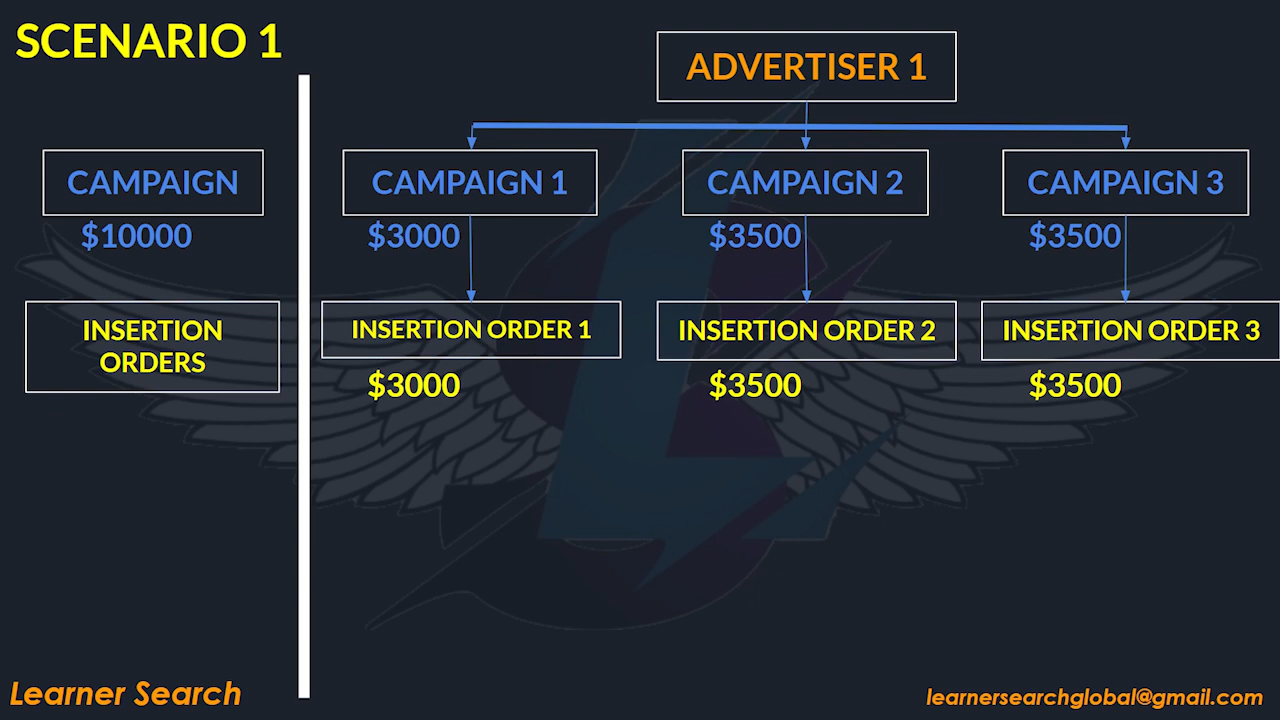 SCENARIO 1
ADVERTISER 1
CAMPAIGN
CAMPAIGN 1
CAMPAIGN 2
CAMPAIGN 3
$10000
$3000
$3500
$3500
INSERTION
ORDERS
INSERTION ORDER 1
INSERTION ORDER 2
INSERTION ORDER 3
$3000
$3500
$3500
Learner Search
learnersearchglobal@gmail.com